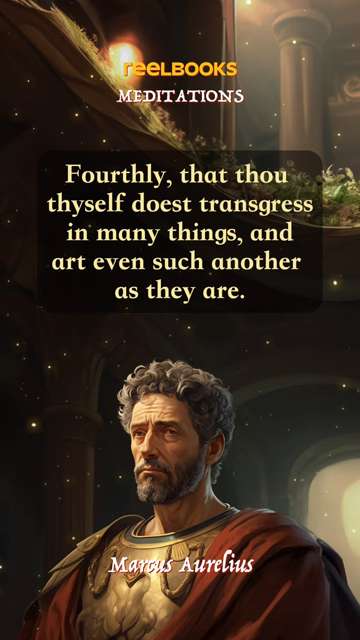 reelBOOKS
MEDITATIONS
Fourthly, that thou
thyself doest transgress
in many things, and
art even such another
as they are.
Marcus Aurelius